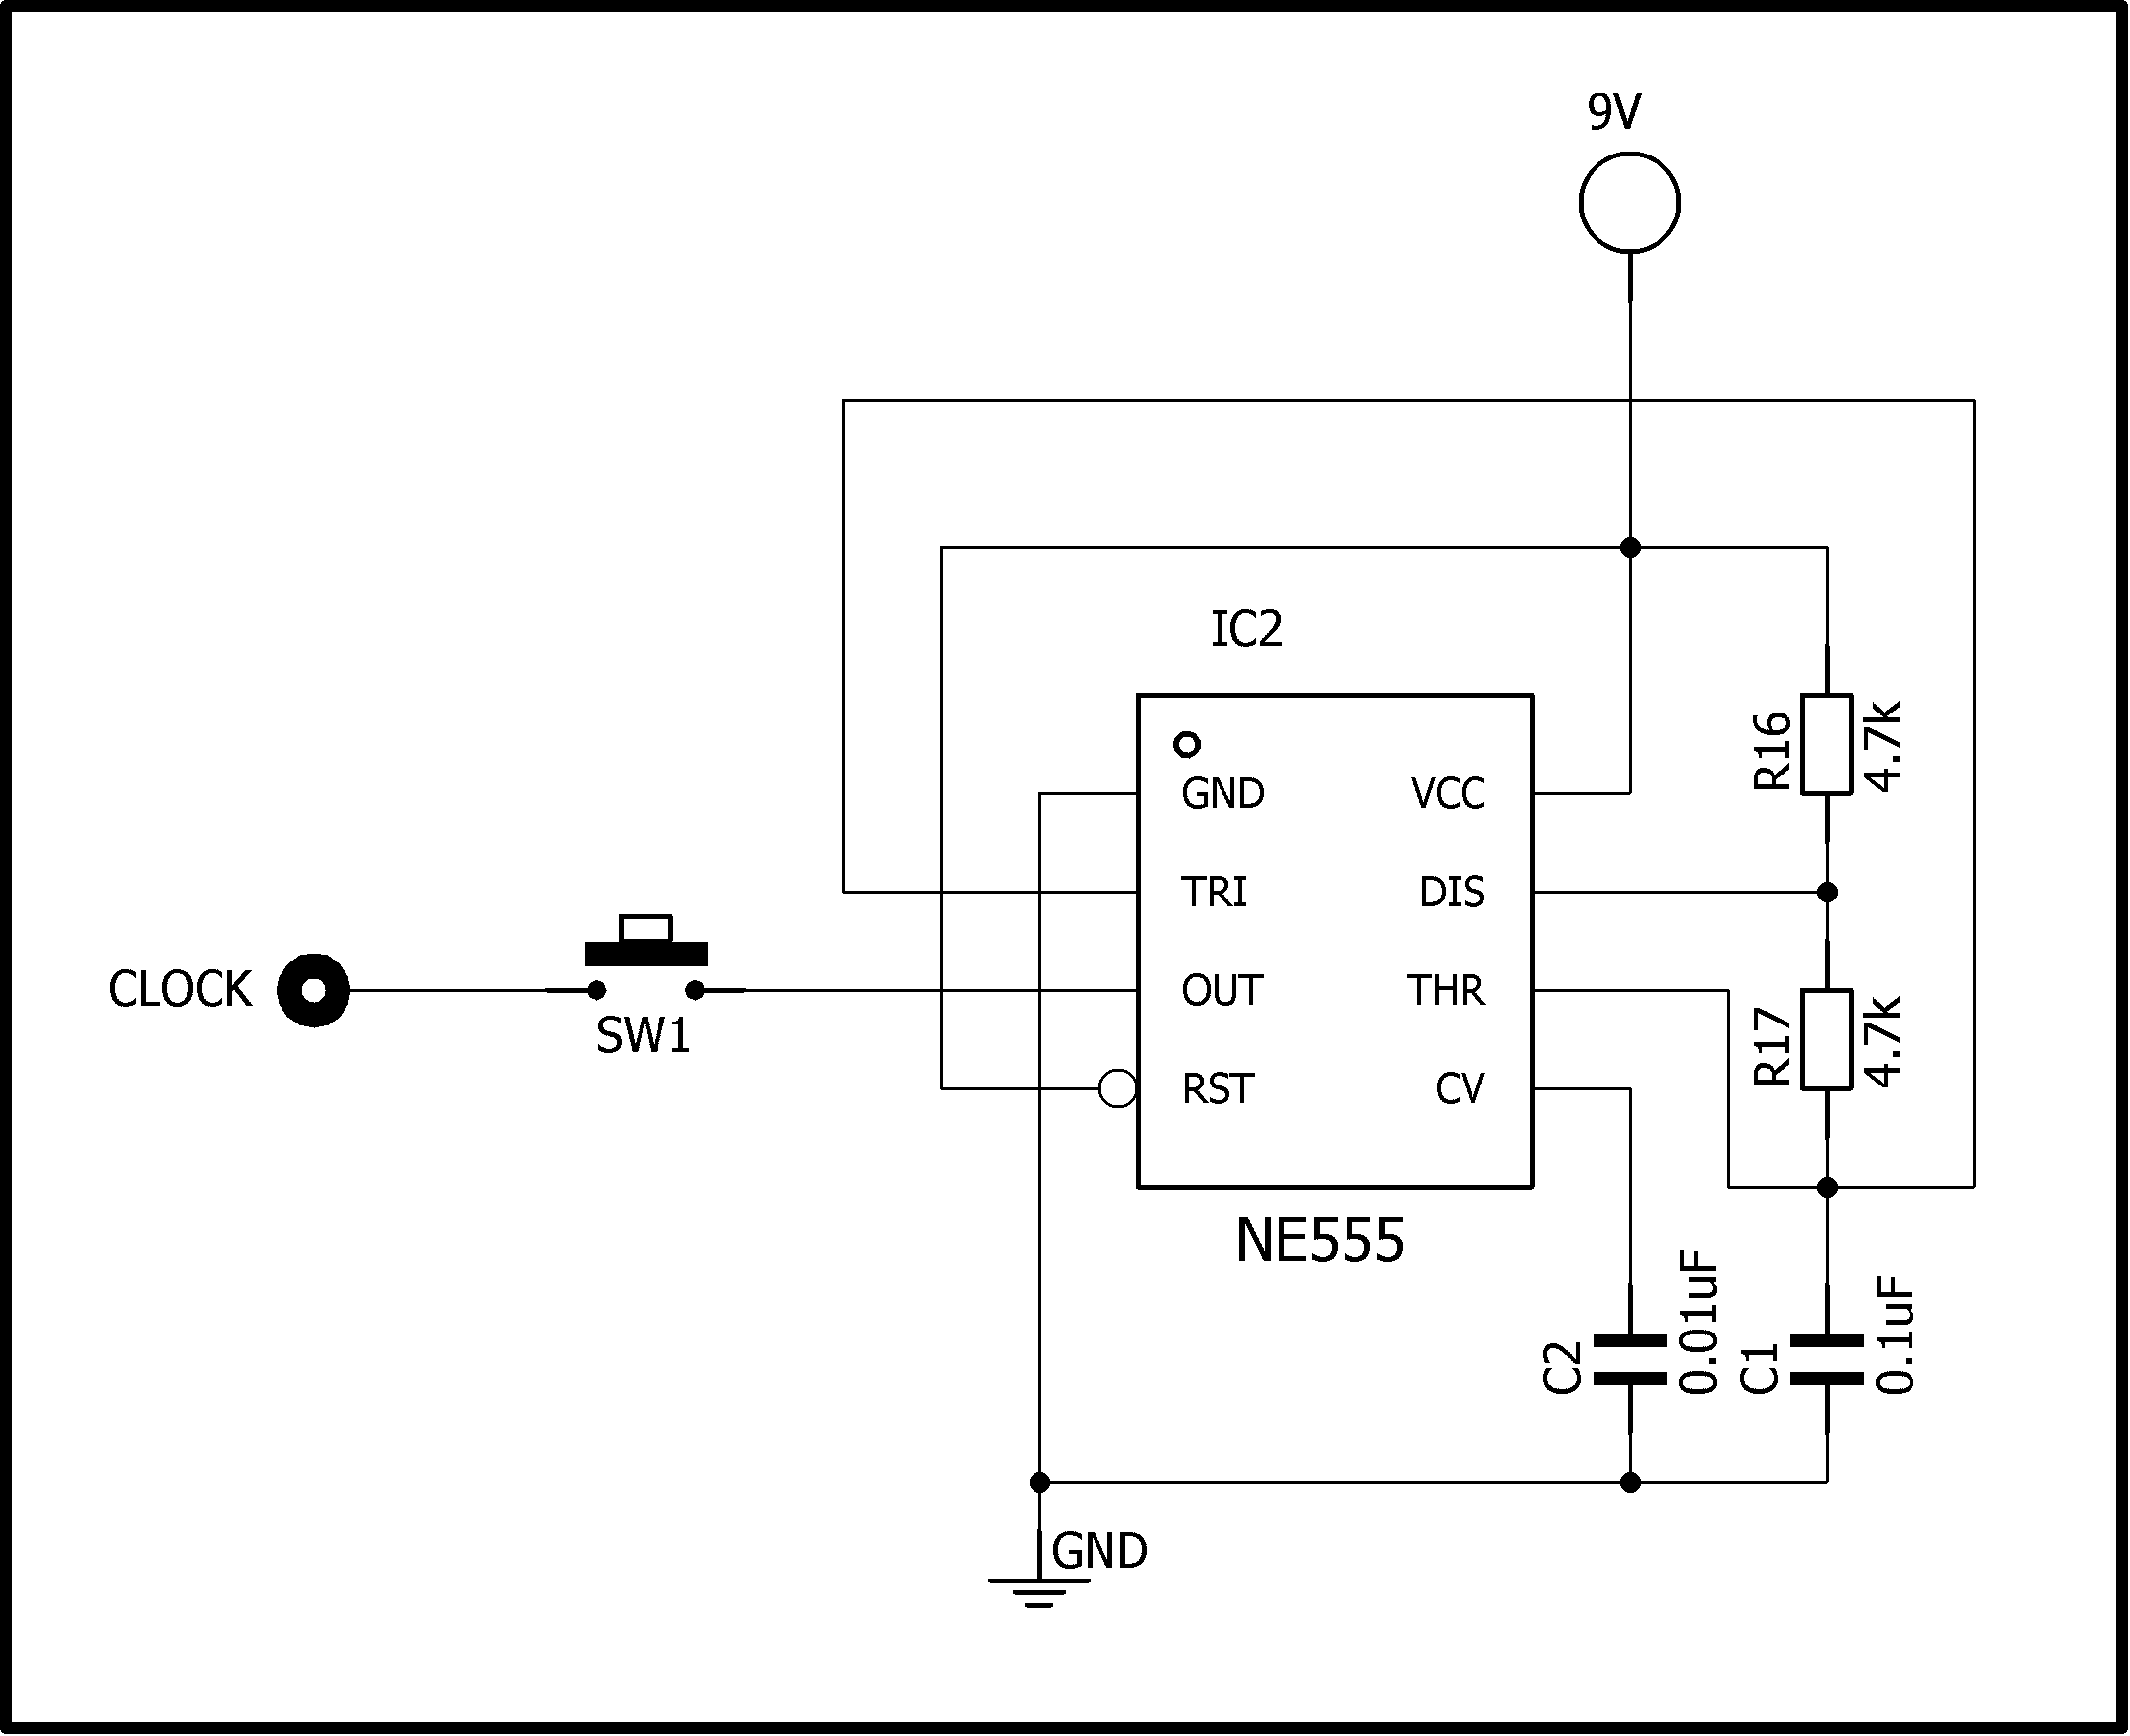 9V
IC2
GND
VCC
TRI
DIS
OUT
THR
RST
CV
NE555
R16
4.7k
R17
4.7k
CLOCK
SW1
C2
0.01uF
C1
0.1uF
GND